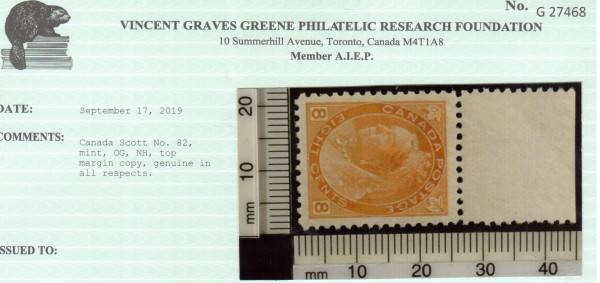 No. G 27468
VINCENT GRAVES GREENE PHILATELIC RESEARCH FOUNDATION
10 Summerhill Avenue, Toronto, Canada M4T1A8
Member A.I.E.P.
DATE:
September 17, 2019
COMMENTS:
Canada Scott No. 82,
mint, OG, NH, top
margin copy, genuine in
all respects.
ISSUED TO:
20
10
mm
CANADA POSTAGE
EIGHT CENTS
8
8
mm 10 20 30 40